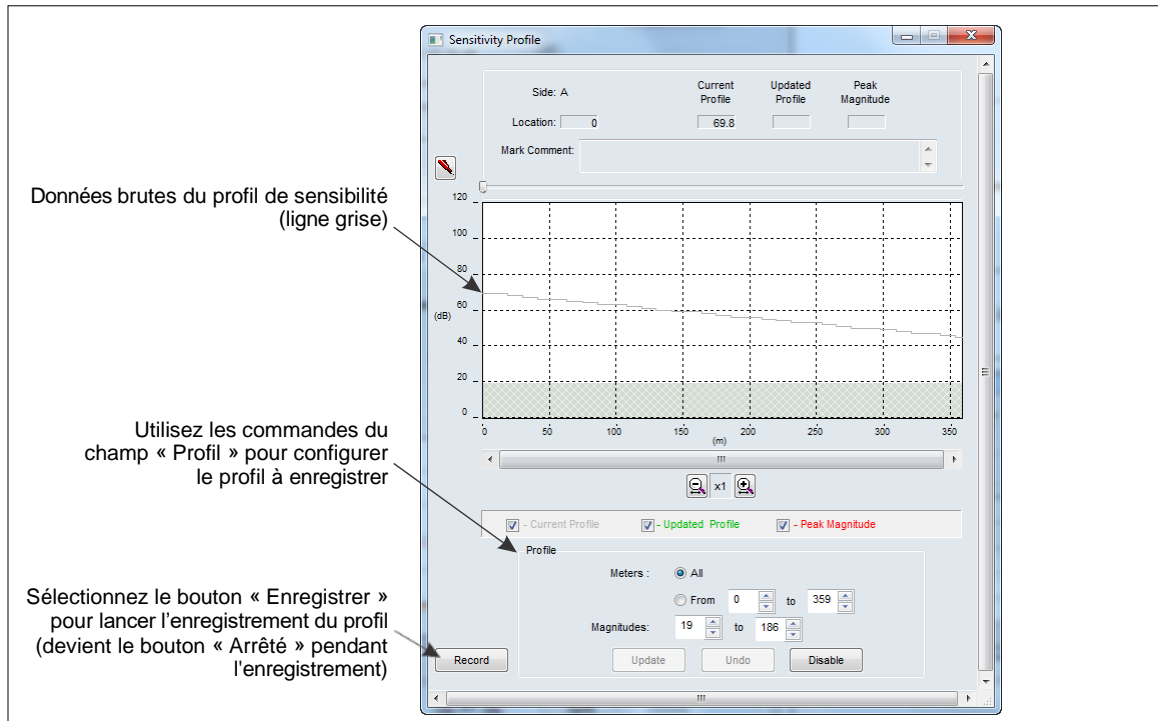 Sensitivity Profile
Side: A
Current Profile
Updated Profile
Peak Magnitude
Location: 0
69.8
Mark Comment:
Données brutes du profil de sensibilité
(ligne grise)
120
100
80
60
(dB)
40
20
0
0 50 100 150 200 250 300 350
(m)
Utilisez les commandes du
champ « Profil » pour configurer
le profil à enregistrer
x1
- Current Profile - Updated Profile - Peak Magnitude
Profile
Meters : All
From 0 to 359
Magnitudes: 19 to 186
Sélectionnez le bouton « Enregistrer »
pour lancer l’enregistrement du profil
(devient le bouton « Arrêté » pendant
l'enregistrement)
Record Update Undo Disable